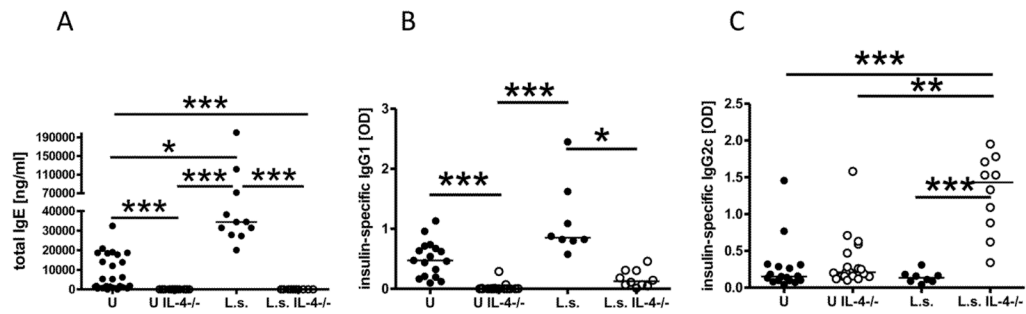 A
B
C
total IgE [ng/ml]
190000
150000
110000
70000
40000
30000
20000
10000
0
***
*
***
***
***
U
U IL-4-/-
L.s.
L.s. IL-4-/-
insulin-specific IgG1 [OD]
3
2
1
0
***
***
*
U
U IL-4-/-
L.s.
L.s. IL-4-/-
insulin-specific IgG2c [OD]
2.5
2.0
1.5
1.0
0.5
0.0
***
**
***
U
U IL-4-/-
L.s.
L.s. IL-4-/-